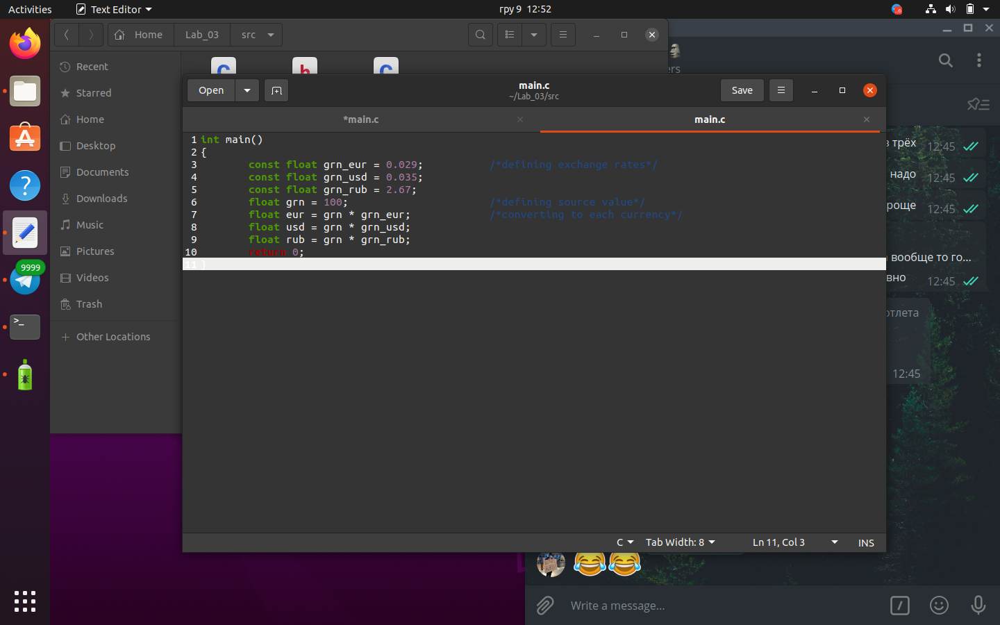 Activities
Text Editor
гру 9 12:52
Home
Lab_03
src
Recent
Starred
Home
Desktop
Documents
Downloads
Music
Pictures
Videos
Trash
Other Locations
9999
Open
main.c
~/Lab_03/src
Save
*main.c
main.c
1 int main()
2 {
3 const float grn_eur = 0.029; /*defining exchange rates*/
4 const float grn_usd = 0.035;
5 const float grn_rub = 2.67;
6 float grn = 100; /*defining source value*/
7 float eur = grn * grn_eur; /*converting to each currency*/
8 float usd = grn * grn_usd;
9 float rub = grn * grn_rub;
10 return 0;
11 }
C
Tab Width: 8
Ln 11, Col 3
INS
ers
трёх 12:45
надо 12:45
роще 12:45
вообще то го...
вно 12:45
отлета
12:45
Write a message...